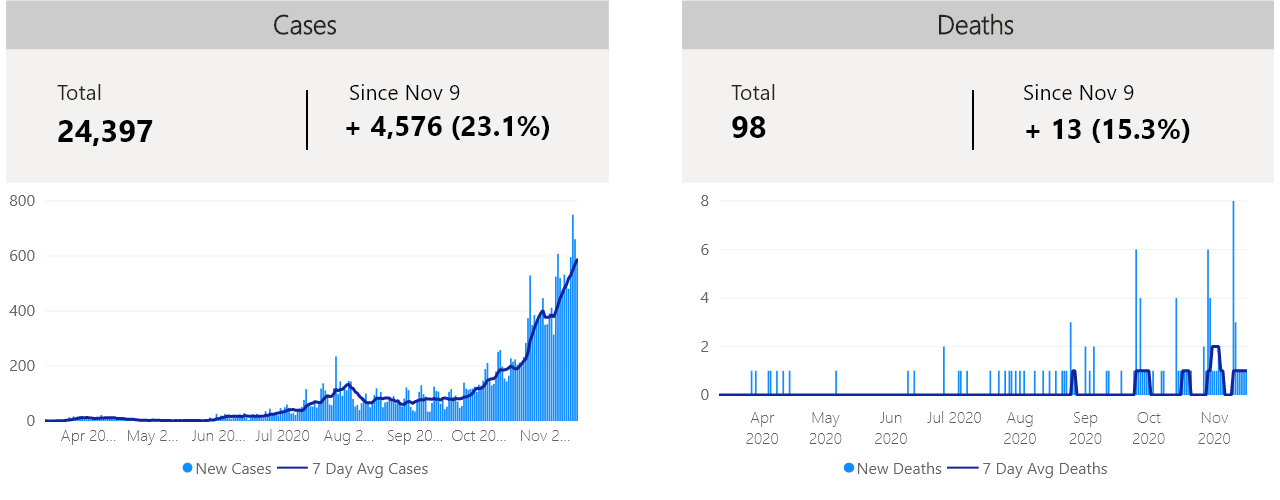 Cases
Total
24,397
Since Nov 9
+ 4,576 (23.1%)
800
600
400
200
0
Apr 20... May 2... Jun 20... Jul 2020 Aug 2... Sep 20... Oct 20... Nov 2...
New Cases 7 Day Avg Cases
Deaths
Total
98
Since Nov 9
+ 13 (15.3%)
8
6
4
2
0
Apr 2020 May 2020 Jun 2020 Jul 2020 Aug 2020 Sep 2020 Oct 2020 Nov 2020
New Deaths 7 Day Avg Deaths